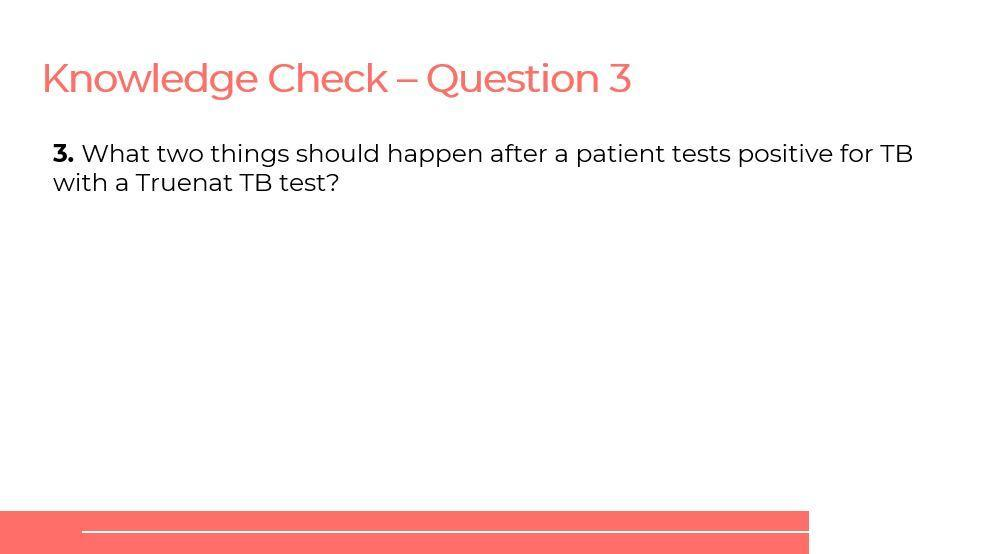 Knowledge Check – Question 3
3. What two things should happen after a patient tests positive for TB
with a Truenat TB test?